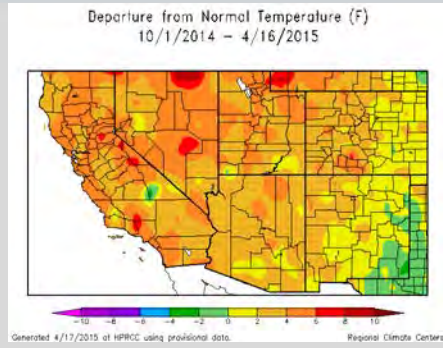 Departure from Normal Temperature (F)
10/1/2014 – 4/16/2015
-10 -8 -6 -4 -2 0 2 4 6 8 10
Generated 4/17/2015 at HPRCC using provisional data. Regional Climate Centers